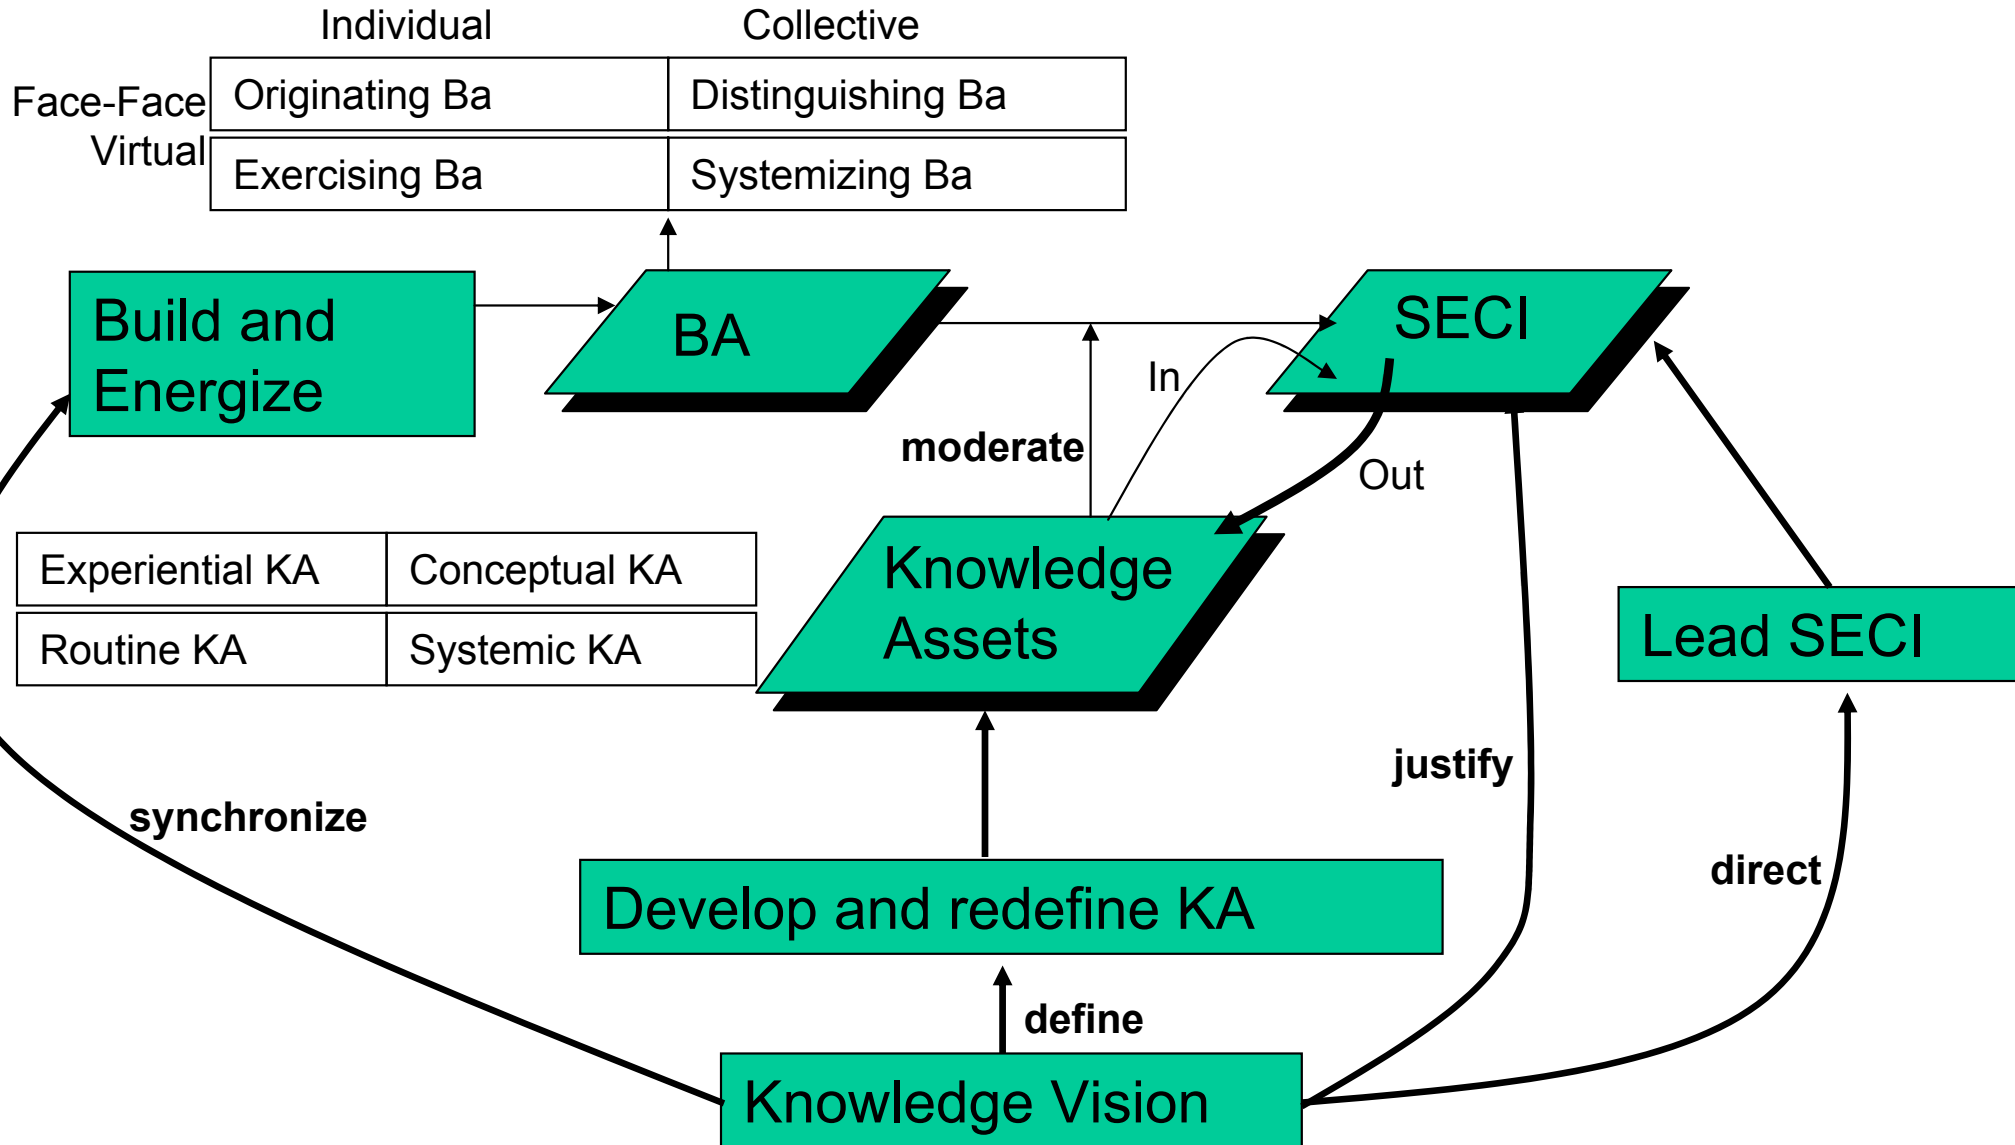 Individual
Collective
Face-Face
Virtual
Originating Ba
Distinguishing Ba
Exercising Ba
Systemizing Ba
Build and
Energize
BA
SECI
In
moderate
Out
Experiential KA
Conceptual KA
Routine KA
Systemic KA
Knowledge
Assets
Lead SECI
justify
synchronize
direct
Develop and redefine KA
define
Knowledge Vision